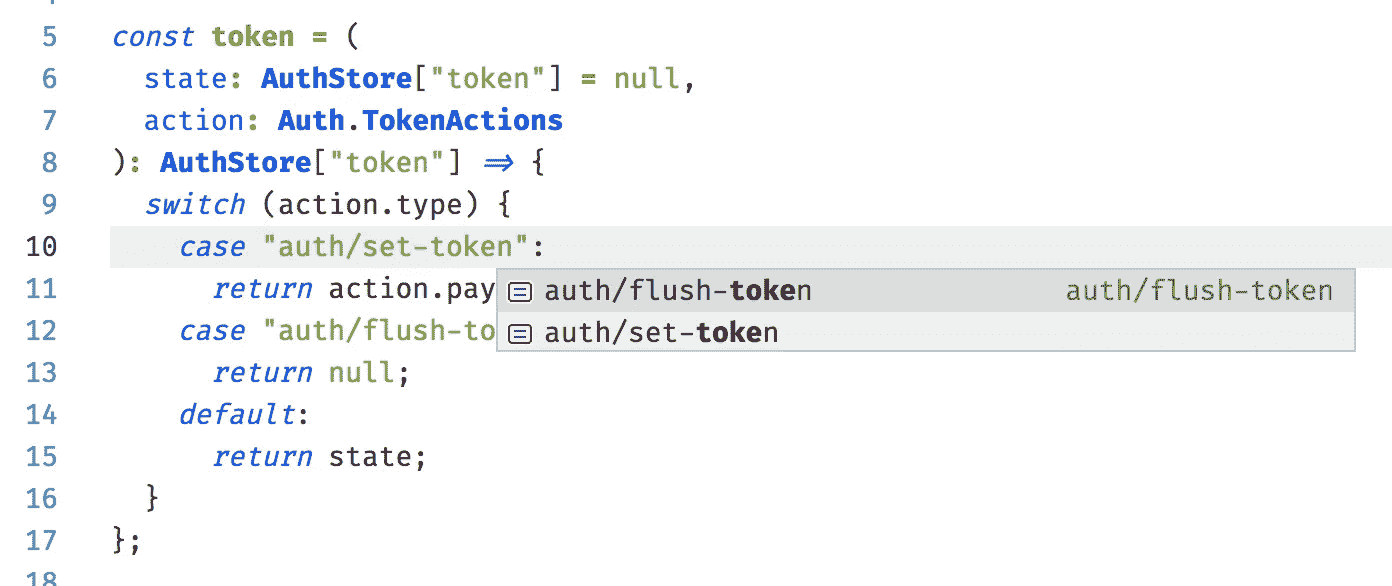 5 const token = (
6 state: AuthStore["token"] = null,
7 action: Auth.TokenActions
8 ): AuthStore["token"] => {
9 switch (action.type) {
10 case "auth/set-token":
11 return action.pay
auth/flush-token auth/flush-token
12 case "auth/flush-to
auth/set-token
13 return null;
14 default:
15 return state;
16 }
17 };
18